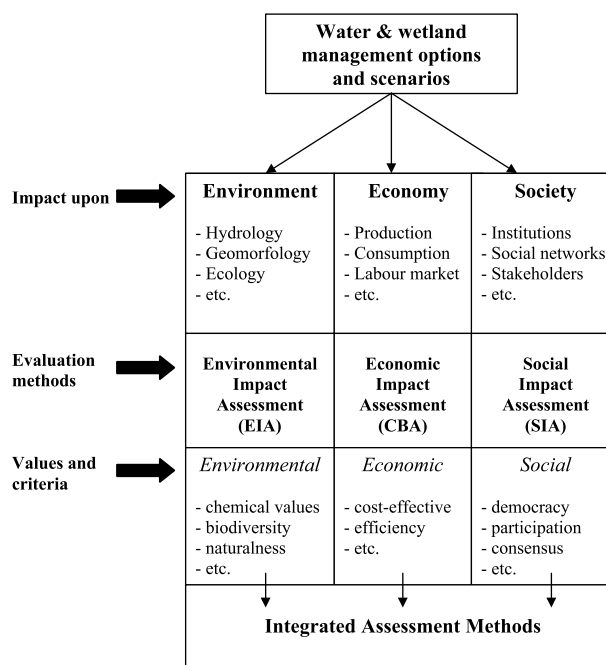 Water & wetland
management options
and scenarios
Impact upon
Environment
- Hydrology
- Geomorfology
- Ecology
- etc.
Economy
- Production
- Consumption
- Labour market
- etc.
Society
- Institutions
- Social networks
- Stakeholders
- etc.
Evaluation
methods
Environmental
Impact
Assessment
(EIA)
Economic
Impact
Assessment
(CBA)
Social
Impact
Assessment
(SIA)
Values and
criteria
Environmental
- chemical values
- biodiversity
- naturalness
- etc.
Economic
- cost-effective
- efficiency
- etc.
Social
- democracy
- participation
- consensus
- etc.
Integrated Assessment Methods